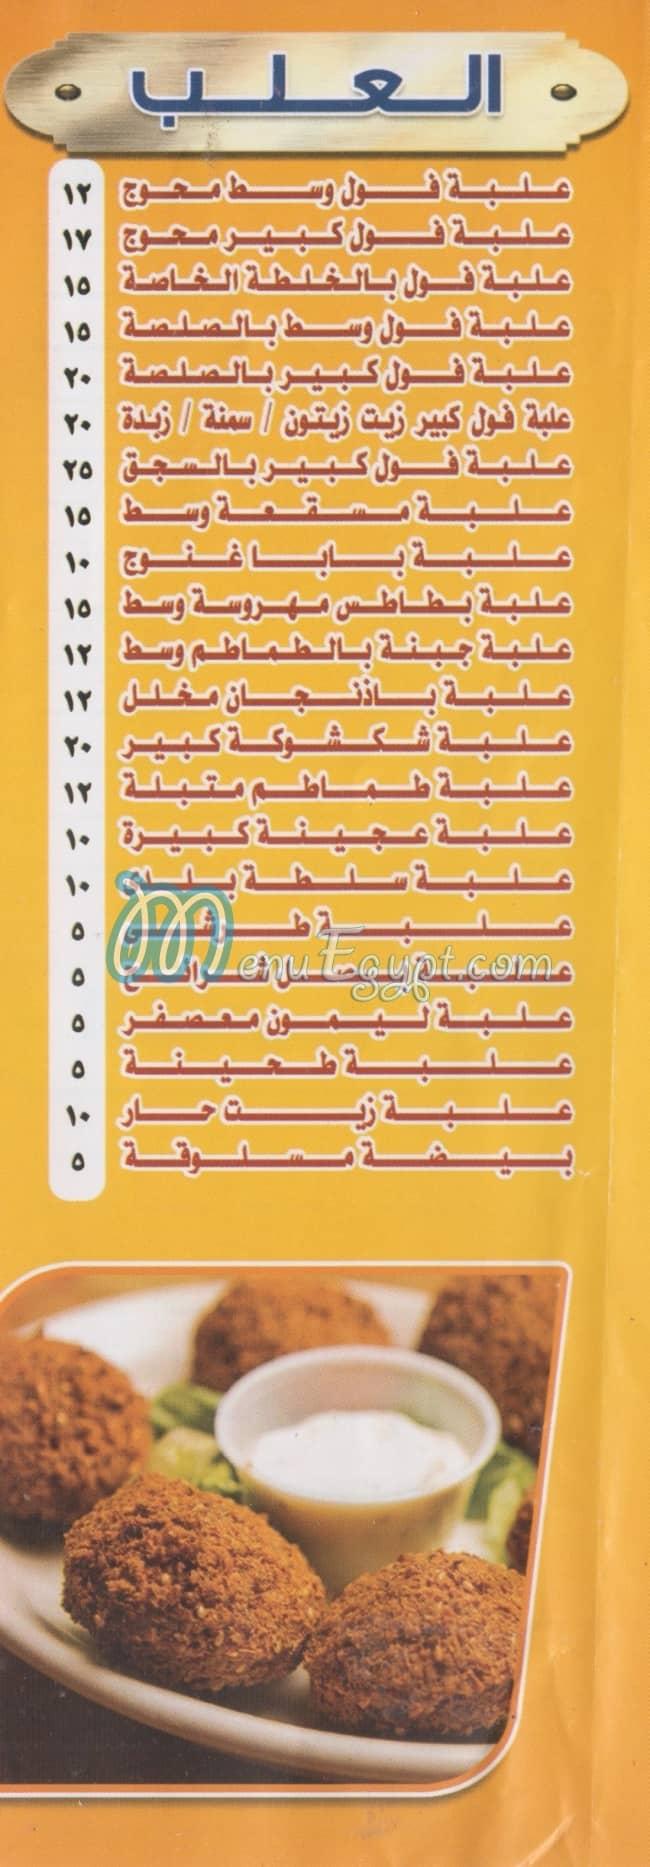 العلب
علبة فول وسط محوج ١٢
علبة فول كبير محوج ١٧
علبة فول بالخلطة الخاصة ١٥
علبة فول وسط بالصلصة ١٥
علبة فول كبير بالصلصة ٢٠
علبة فول كبير زيت زيتون / سمنة / زبدة ٢٠
علبة فول كبير بالسجق ٢٥
علبة مسقعة وسط ١٥
علبة بابا غنوج ١٠
علبة بطاطس مهروسة وسط ١٥
علبة جبنة بالطماطم وسط ١٢
علبة باذنجان مخلل ١٢
علبة شكشوكة كبير ٢٠
علبة طماطم متبلة ١٢
علبة عجينة كبيرة ١٠
علبة سلطة بلدى ١٠
علبة طرشى ٥
MenuEgypt.com
علبة بصل شرائح ٥
علبة ليمون معصفر ٥
علبة طحينة ٥
علبة زيت حار ١٠
بيضة مسلوقة ٥